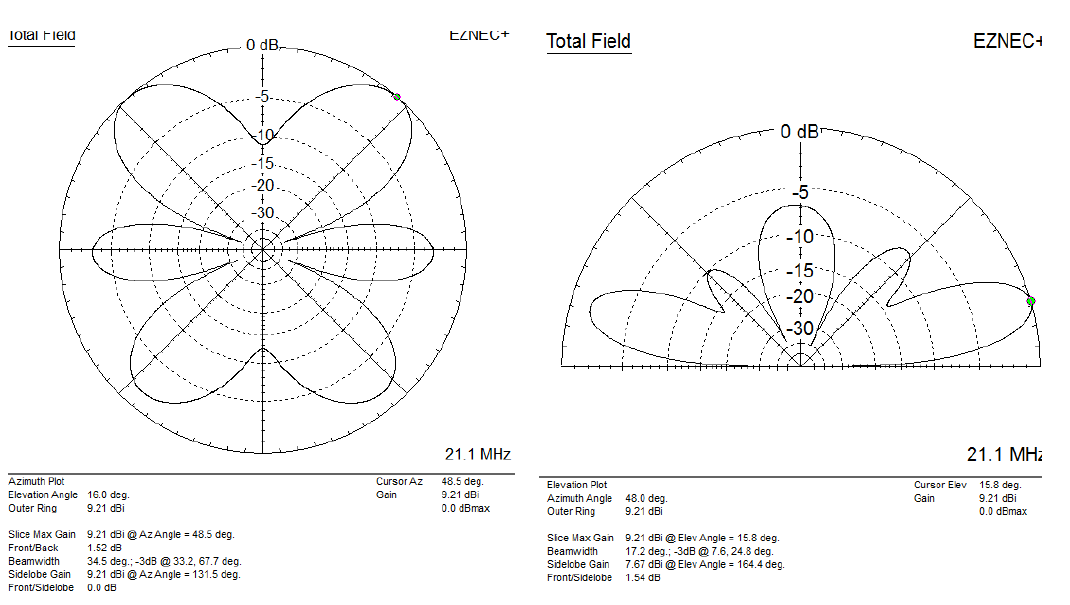 Total Field
EZNEC+
0 dB
-5
-10
-15
-20
-30
21.1 MHz
Azimuth Plot
Elevation Angle 16.0 deg.
Outer Ring 9.21 dBi
Cursor Az 48.5 deg.
Gain 9.21 dBi
0.0 dBmax
Slice Max Gain 9.21 dBi @ Az Angle = 48.5 deg.
Front/Back 1.52 dB
Beamwidth 34.5 deg.; -3dB @ 33.2, 67.7 deg.
Sidelobe Gain 9.21 dBi @ Az Angle = 131.5 deg.
Front/Sidelobe 0.0 dB
Total Field
EZNEC+
0 dB
-5
-10
-15
-20
-30
21.1 MHz
Elevation Plot
Azimuth Angle 48.0 deg.
Outer Ring 9.21 dBi
Cursor Elev 15.8 deg.
Gain 9.21 dBi
0.0 dBmax
Slice Max Gain 9.21 dBi @ Elev Angle = 15.8 deg.
Beamwidth 17.2 deg.; -3dB @ 7.6, 24.8 deg.
Sidelobe Gain 7.67 dBi @ Elev Angle = 164.4 deg.
Front/Sidelobe 1.54 dB